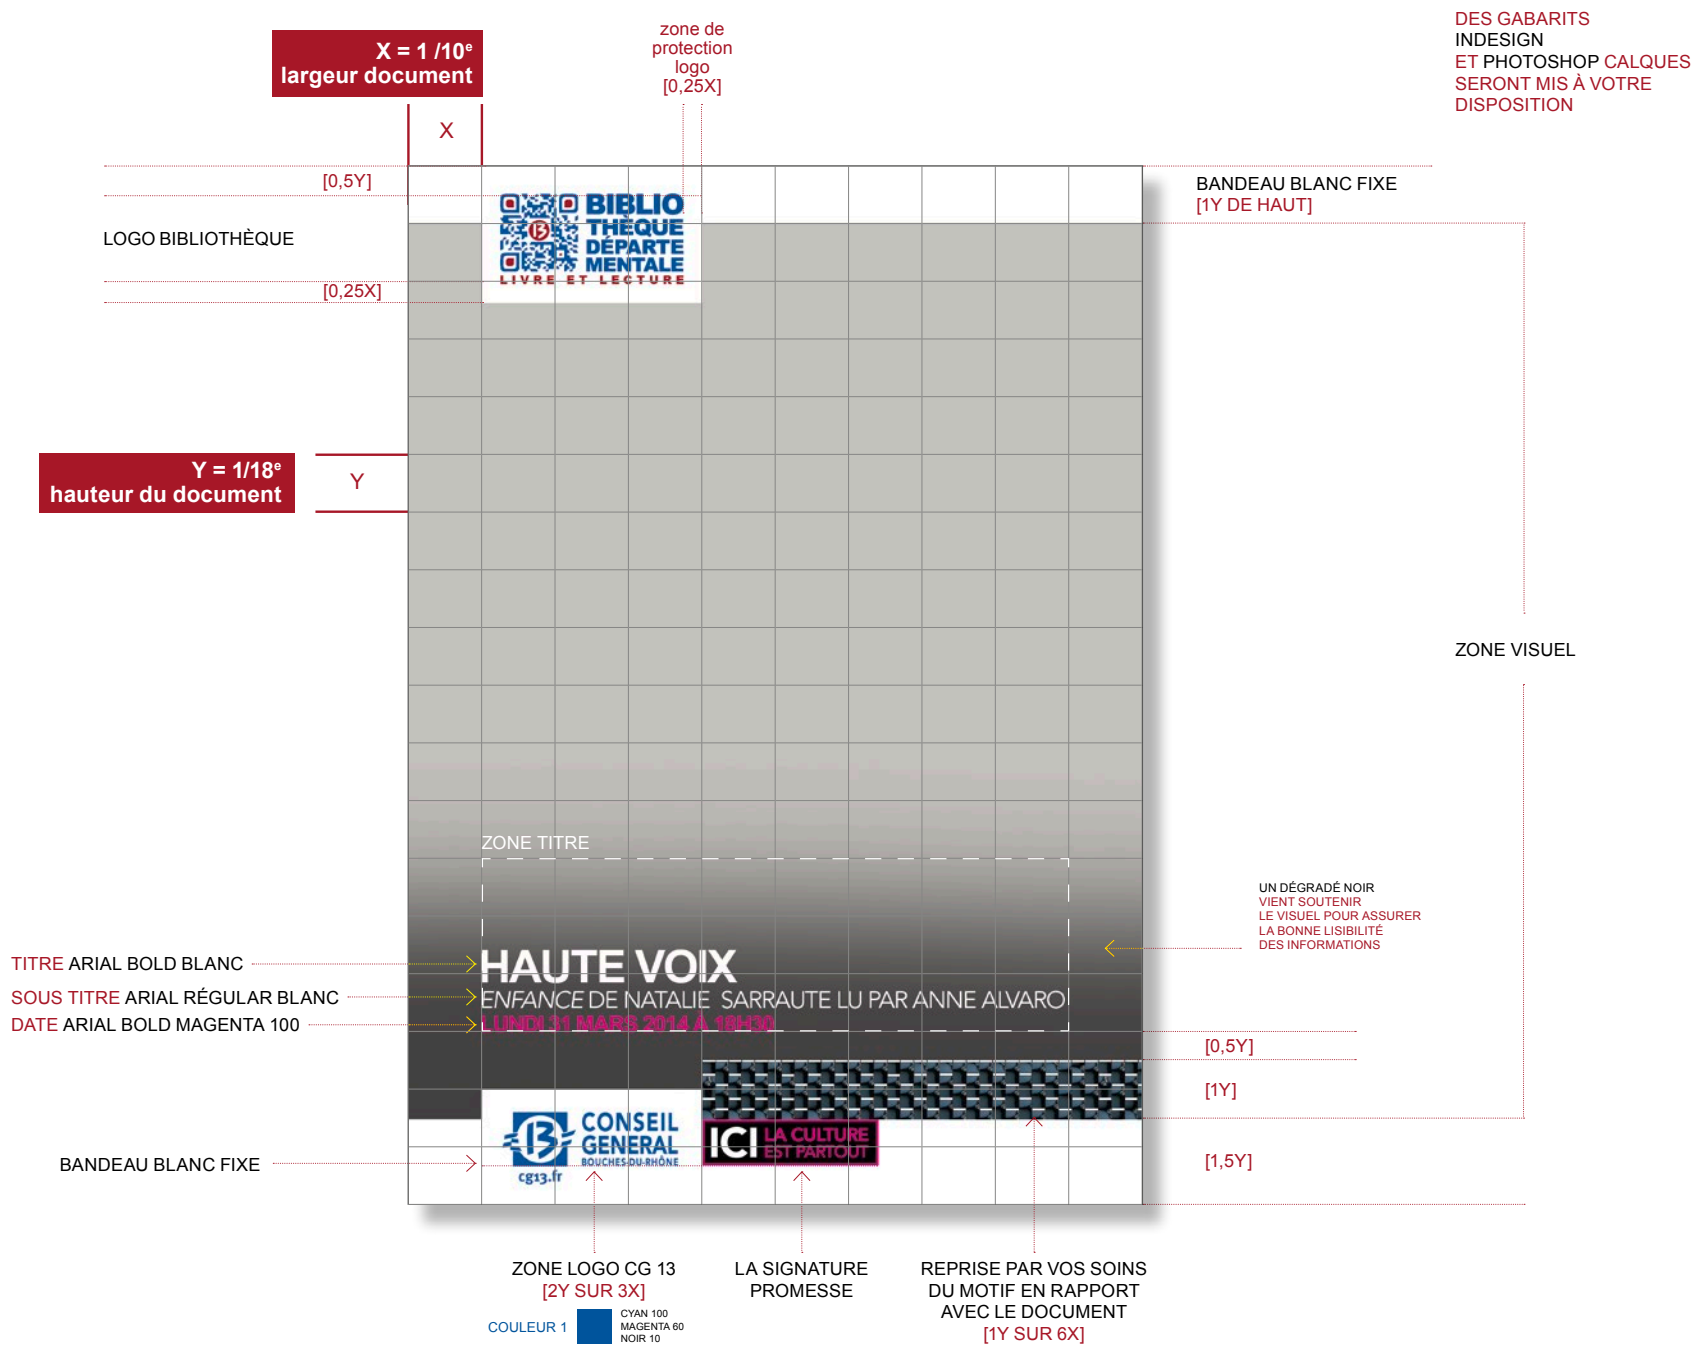 DES GABARITS
INDESIGN
ET PHOTOSHOP CALQUES
SERONT MIS À VOTRE
DISPOSITION
X = 1 /10e
largeur document
zone de
protection
logo
[0,25X]
X
[0,5Y]
BANDEAU BLANC FIXE
[1Y DE HAUT]
LOGO BIBLIOTHÈQUE
13
BIBLIO
THÈQUE
DÉPARTE
MENTALE
LIVRE ET LECTURE
[0,25X]
Y = 1/18e
hauteur du document
Y
ZONE VISUEL
ZONE TITRE
UN DÉGRADÉ NOIR
VIENT SOUTENIR
LE VISUEL POUR ASSURER
LA BONNE LISIBILITÉ
DES INFORMATIONS
TITRE ARIAL BOLD BLANC
HAUTE VOIX
SOUS TITRE ARIAL RÉGULAR BLANC
ENFANCE DE NATALIE SARRAUTE LU PAR ANNE ALVARO
DATE ARIAL BOLD MAGENTA 100
LUNDI 31 MARS 2014 À 18H30
[0,5Y]
[1Y]
13
CONSEIL
GENERAL
BOUCHES-DU-RHÔNE
cg13.fr
ICI LA CULTURE
EST PARTOUT
BANDEAU BLANC FIXE
[1,5Y]
ZONE LOGO CG 13
[2Y SUR 3X]
COULEUR 1
CYAN 100
MAGENTA 60
NOIR 10
LA SIGNATURE
PROMESSE
REPRISE PAR VOS SOINS
DU MOTIF EN RAPPORT
AVEC LE DOCUMENT
[1Y SUR 6X]